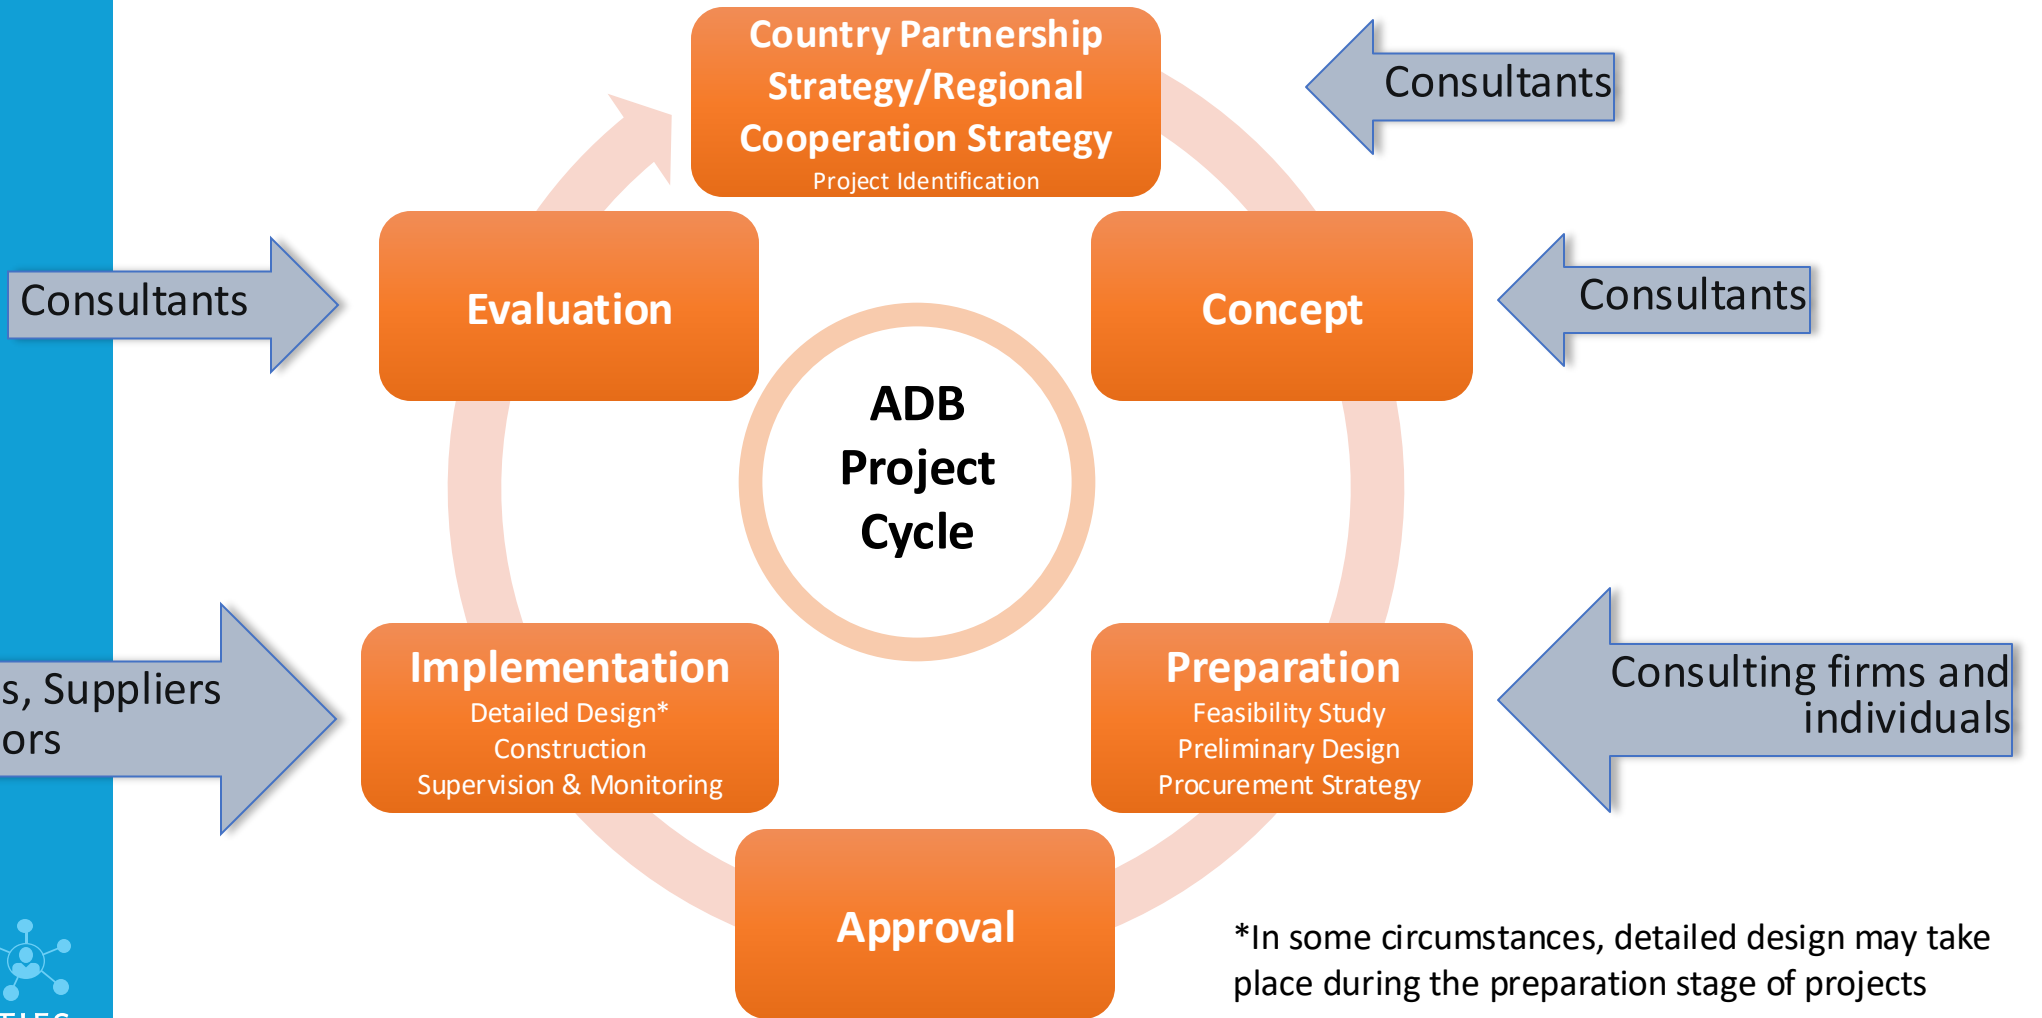 Country Partnership
Strategy/Regional
Cooperation Strategy
Project Identification
Consultants
Concept
Consultants
Preparation
Feasibility Study
Preliminary Design
Procurement Strategy
Consulting firms and
individuals
Approval
Implementation
Detailed Design*
Construction
Supervision & Monitoring
s, Suppliers
ors
Evaluation
Consultants
ADB
Project
Cycle
*In some circumstances, detailed design may take
place during the preparation stage of projects